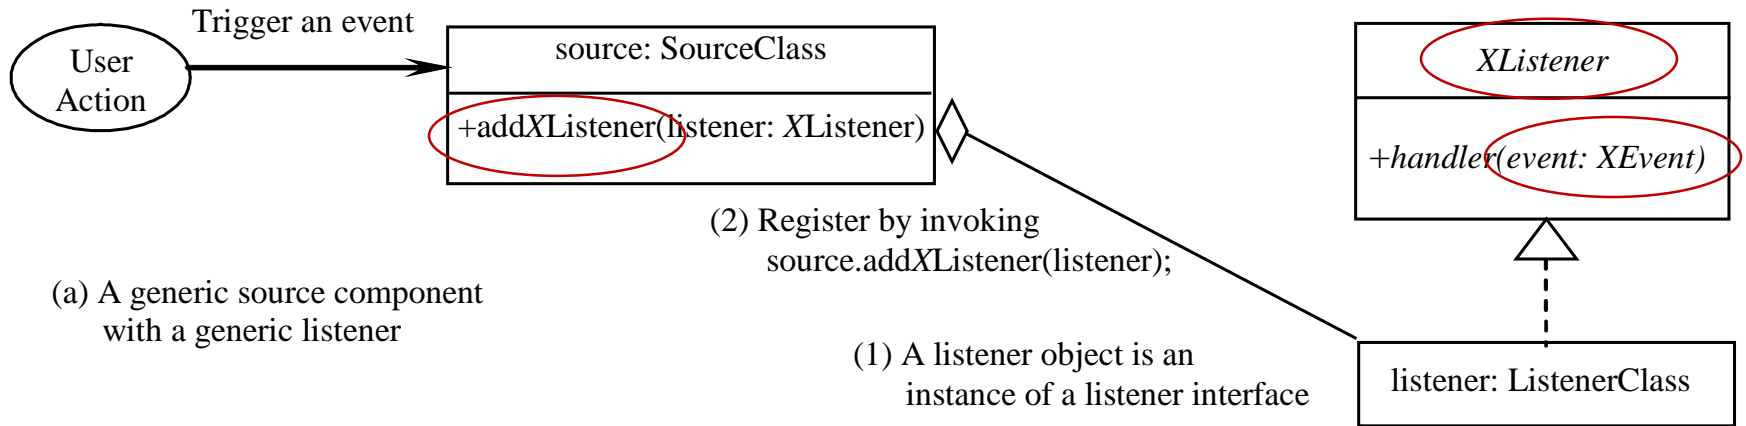 Trigger an event
User
Action
source: SourceClass
+addXListener(listener: XListener)
XListener
+handler(event: XEvent)
(2) Register by invoking
source.addXListener(listener);
(a) A generic source component
with a generic listener
(1) A listener object is an
instance of a listener interface
listener: ListenerClass